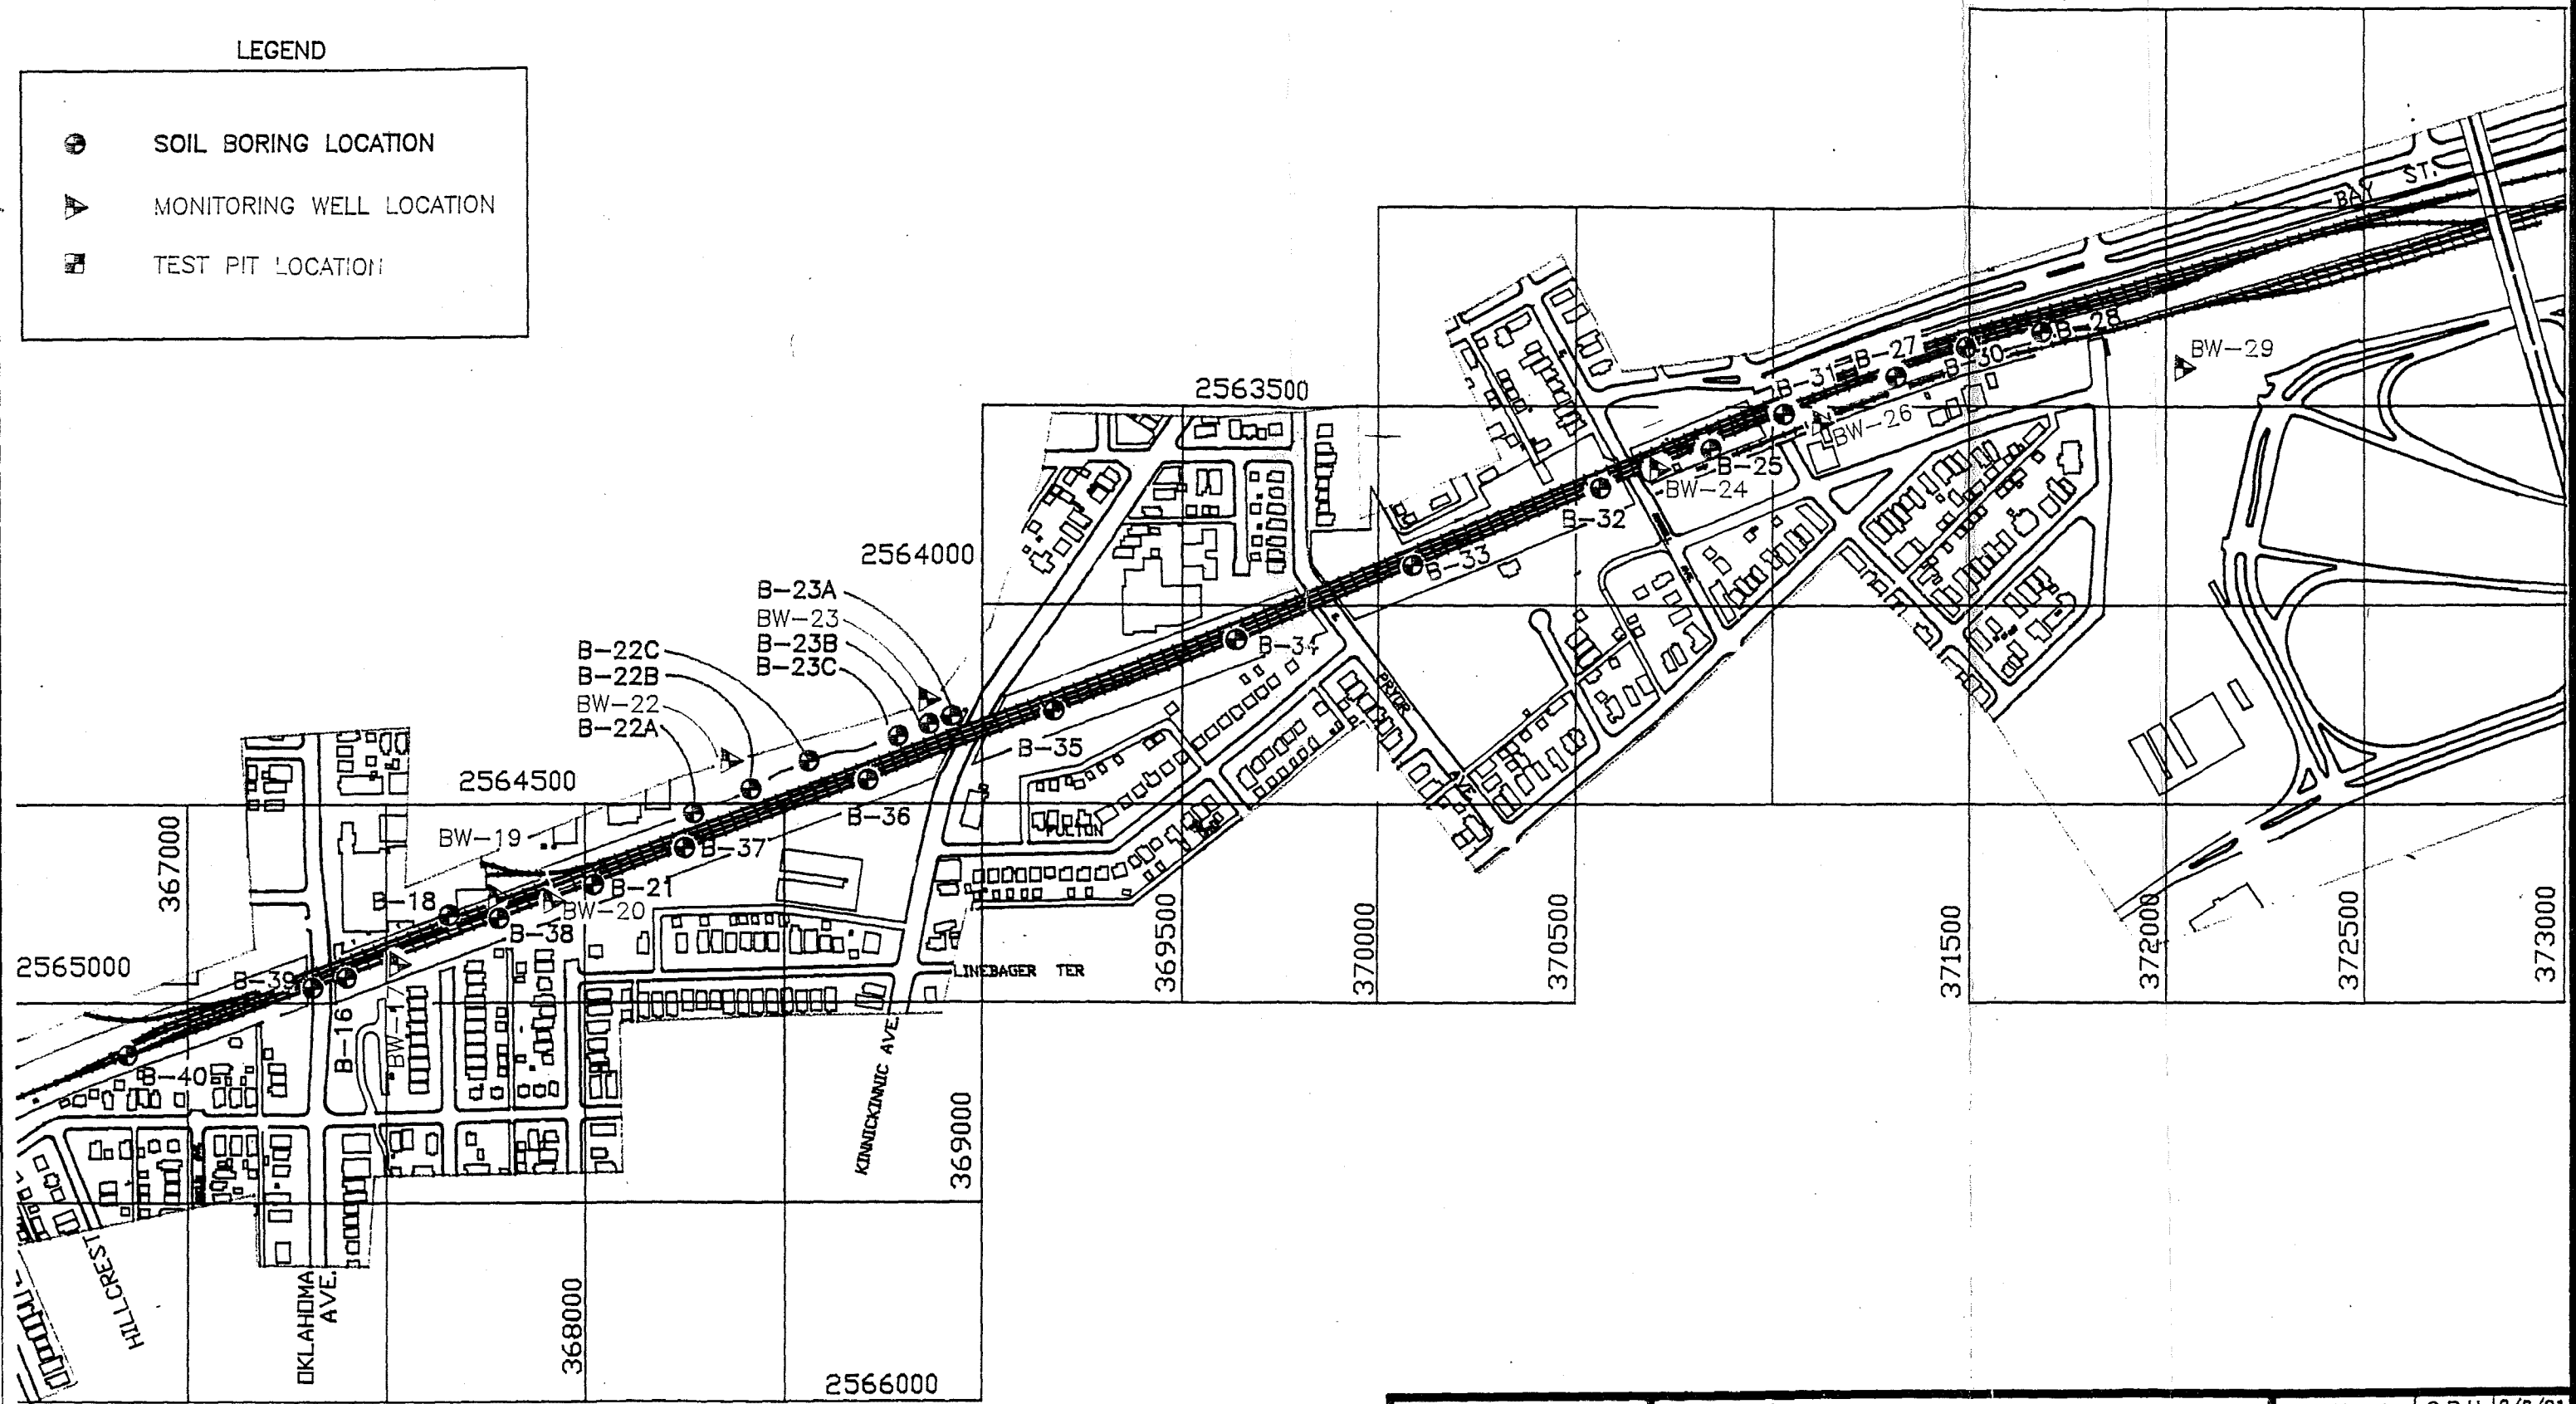 LEGEND
SOIL BORING LOCATION
MONITORING WELL LOCATION
TEST PIT LOCATION
BAY ST.
B-28
B-27
B-30
BW-29
B-31
BW-26
B-25
BW-24
B-32
B-33
2563500
2564000
B-23A
BW-23
B-23B
B-23C
B-22C
B-22B
BW-22
B-22A
B-34
B-35
B-36
B-37
PRYOR AVE.
FULTON
2564500
BW-19
B-21
BW-20
B-18
B-38
367000
2565000
B-39
B-16
BW-17
B-40
LINEBAGER TER
KINNICKINNIC AVE.
369000
369500
370000
370500
371500
372000
372500
373000
HILLCREST
OKLAHOMA AVE.
368000
2566000